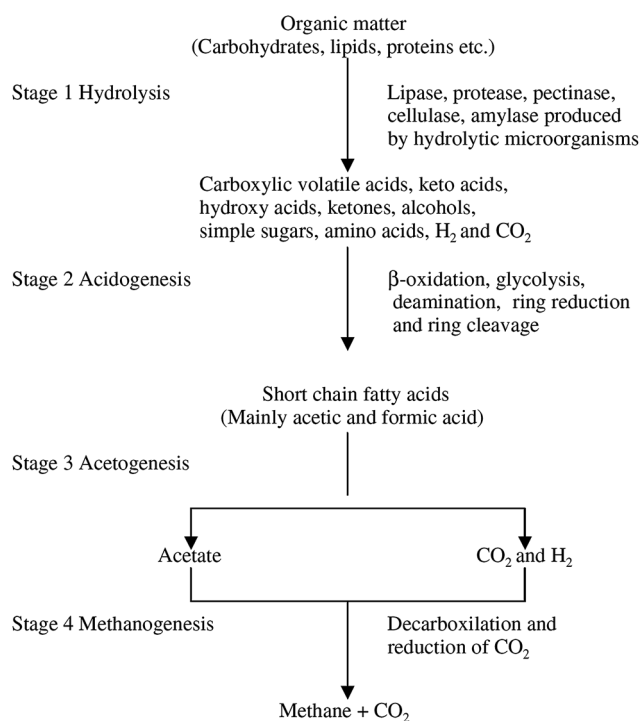 Organic matter
(Carbohydrates, lipids, proteins etc.)
Stage 1 Hydrolysis
Lipase, protease, pectinase,
cellulase, amylase produced
by hydrolytic microorganisms
Carboxylic volatile acids, keto acids,
hydroxy acids, ketones, alcohols,
simple sugars, amino acids, H₂ and CO₂
Stage 2 Acidogenesis
β-oxidation, glycolysis,
deamination, ring reduction
and ring cleavage
Short chain fatty acids
(Mainly acetic and formic acid)
Stage 3 Acetogenesis
Acetate
CO₂ and H₂
Stage 4 Methanogenesis
Decarboxilation and
reduction of CO₂
Methane + CO₂